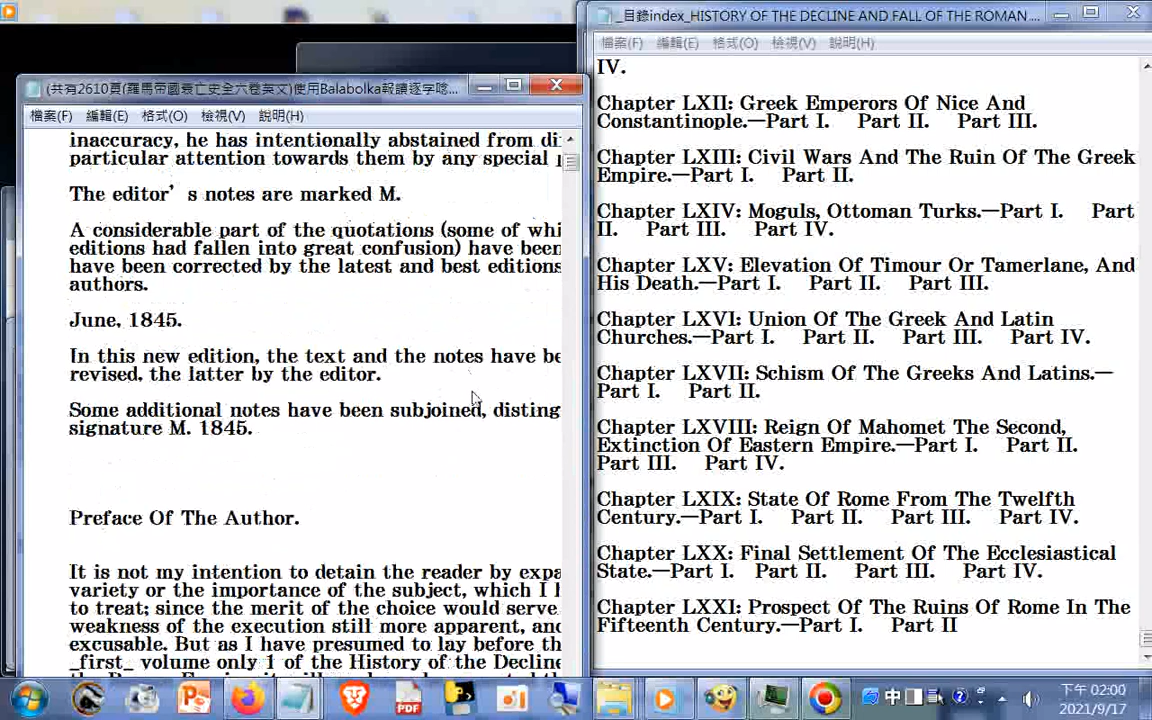 _目錄index_HISTORY OF THE DECLINE AND FALL OF THE ROMAN ...
檔案(F) 編輯(E) 格式(O) 檢視(V) 說明(H)
IV.
Chapter LXII: Greek Emperors Of Nice And
Constantinople.—Part I. Part II. Part III.
Chapter LXIII: Civil Wars And The Ruin Of The Greek
Empire.—Part I. Part II.
Chapter LXIV: Moguls, Ottoman Turks.—Part I. Part
II. Part III. Part IV.
Chapter LXV: Elevation Of Timour Or Tamerlane, And
His Death.—Part I. Part II. Part III.
Chapter LXVI: Union Of The Greek And Latin
Churches.—Part I. Part II. Part III. Part IV.
Chapter LXVII: Schism Of The Greeks And Latins.—
Part I. Part II.
Chapter LXVIII: Reign Of Mahomet The Second,
Extinction Of Eastern Empire.—Part I. Part II.
Part III. Part IV.
Chapter LXIX: State Of Rome From The Twelfth
Century.—Part I. Part II. Part III. Part IV.
Chapter LXX: Final Settlement Of The Ecclesiastical
State.—Part I. Part II. Part III. Part IV.
Chapter LXXI: Prospect Of The Ruins Of Rome In The
Fifteenth Century.—Part I. Part II
(共有2610頁(羅馬帝國衰亡史全六卷英文)使用Balabolka報讀逐字唸...
檔案(F) 編輯(E) 格式(O) 檢視(V) 說明(H)
inaccuracy, he has intentionally abstained from di
particular attention towards them by any special
The editor’s notes are marked M.
A considerable part of the quotations (some of whi
editions had fallen into great confusion) have been
have been corrected by the latest and best editions
authors.
June, 1845.
In this new edition, the text and the notes have be
revised, the latter by the editor.
Some additional notes have been subjoined, disting
signature M. 1845.
Preface Of The Author.
It is not my intention to detain the reader by expa
variety or the importance of the subject, which I
to treat; since the merit of the choice would serve
weakness of the execution still more apparent, and
excusable. But as I have presumed to lay before th
_first_ volume only 1 of the History of the Decline
PDF
中
下午 02:00
2021/9/17